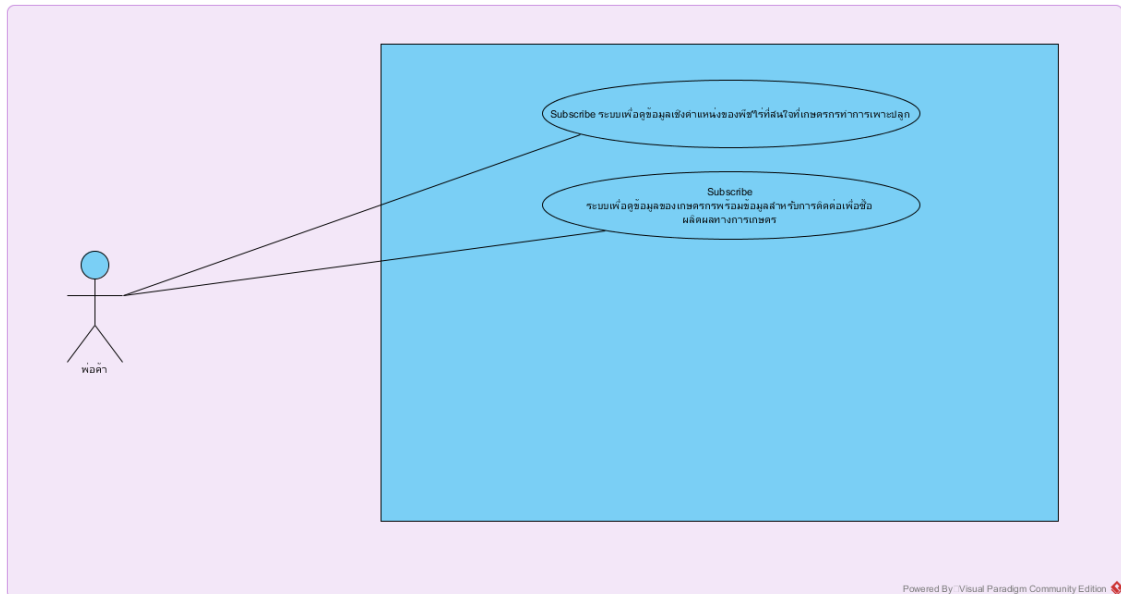 Subscribe ระบบเพื่อดูข้อมูลเชิงตำแหน่งของพืชไร่ที่สนใจที่เกษตรกรทำการเพาะปลูก
Subscribe
ระบบเพื่อดูข้อมูลของเกษตรกรพร้อมข้อมูลสำหรับการติดต่อเพื่อซื้อ
ผลิตผลทางการเกษตร
พ่อค้า
Powered By Visual Paradigm Community Edition